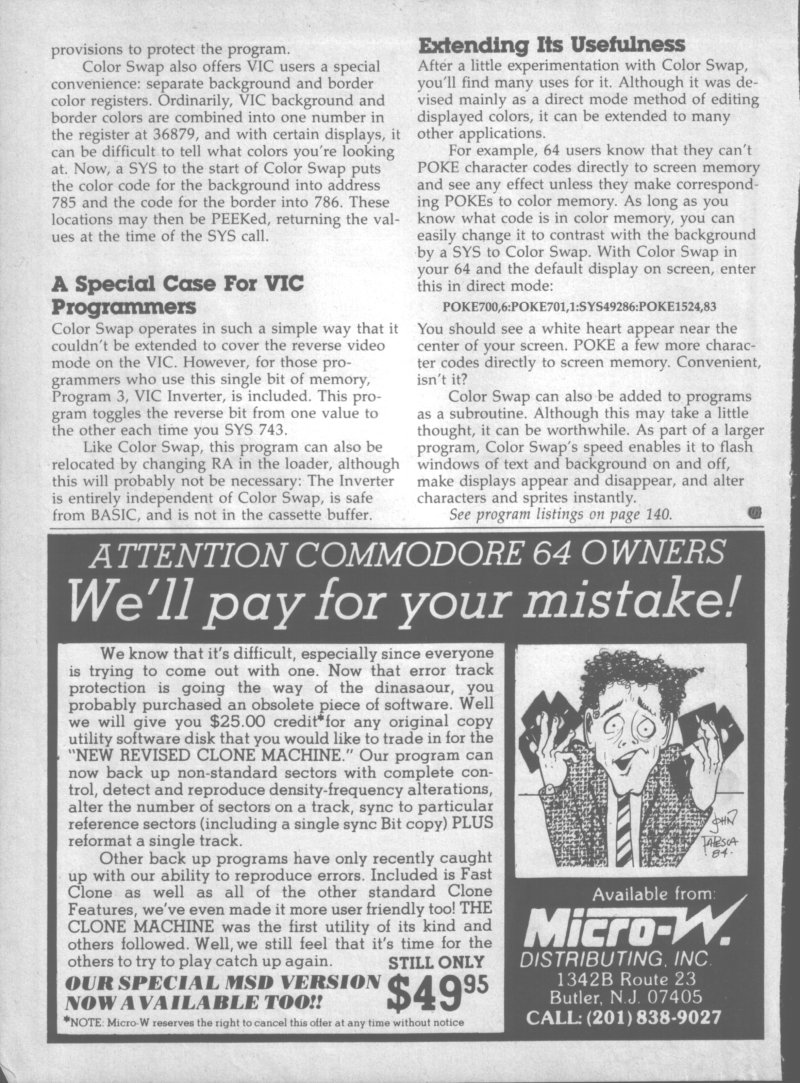 provisions to protect the program.
Color Swap also offers VIC users a special
convenience: separate background and border
color registers. Ordinarily, VIC background and
border colors are combined into one number in
the register at 36879, and with certain displays, it
can be difficult to tell what colors you're looking
at. Now, a SYS to the start of Color Swap puts
the color code for the background into address
785 and the code for the border into 786. These
locations may then be PEEKed, returning the val-
ues at the time of the SYS call.
A Special Case For VIC
Programmers
Color Swap operates in such a simple way that it
couldn't be extended to cover the reverse video
mode on the VIC. However, for those pro-
grammers who use this single bit of memory,
Program 3, VIC Inverter, is included. This pro-
gram toggles the reverse bit from one value to
the other each time you SYS 743.
Like Color Swap, this program can also be
relocated by changing RA in the loader, although
this will probably not be necessary: The Inverter
is entirely independent of Color Swap, is safe
from BASIC, and is not in the cassette buffer.
Extending Its Usefulness
After a little experimentation with Color Swap,
you'll find many uses for it. Although it was de-
vised mainly as a direct mode method of editing
displayed colors, it can be extended to many
other applications.
For example, 64 users know that they can't
POKE character codes directly to screen memory
and see any effect unless they make correspond-
ing POKEs to color memory. As long as you
know what code is in color memory, you can
easily change it to contrast with the background
by a SYS to Color Swap. With Color Swap in
your 64 and the default display on screen, enter
this in direct mode:
POKE700,6:POKE701,1:SYS49286:POKE1524,83
You should see a white heart appear near the
center of your screen. POKE a few more charac-
ter codes directly to screen memory. Convenient,
isn't it?
Color Swap can also be added to programs
as a subroutine. Although this may take a little
thought, it can be worthwhile. As part of a larger
program, Color Swap's speed enables it to flash
windows of text and background on and off,
make displays appear and disappear, and alter
characters and sprites instantly.
See program listings on page 140.
ATTENTION COMMODORE 64 OWNERS
We'll pay for your mistake!
We know that it's difficult, especially since everyone
is trying to come out with one. Now that error track
protection is going the way of the dinasaour, you
probably purchased an obsolete piece of software. Well
we will give you $25.00 credit*for any original copy
utility software disk that you would like to trade in for the
"NEW REVISED CLONE MACHINE." Our program can
now back up non-standard sectors with complete con-
trol, detect and reproduce density-frequency alterations,
alter the number of sectors on a track, sync to particular
reference sectors (including a single sync Bit copy) PLUS
reformat a single track.
Other back up programs have only recently caught
up with our ability to reproduce errors. Included is Fast
Clone as well as all of the other standard Clone
Features, we've even made it more user friendly too! THE
CLONE MACHINE was the first utility of its kind and
others followed. Well, we still feel that it's time for the
others to try to play catch up again. STILL ONLY
OUR SPECIAL MSD VERSION
NOW AVAILABLE TOO!!
$4995
*NOTE: Micro-W reserves the right to cancel this offer at any time without notice
JOHN
84.
Available from:
Micro-W.
DISTRIBUTING, INC.
1342B Route 23
Butler, N.J. 07405
CALL: (201) 838-9027